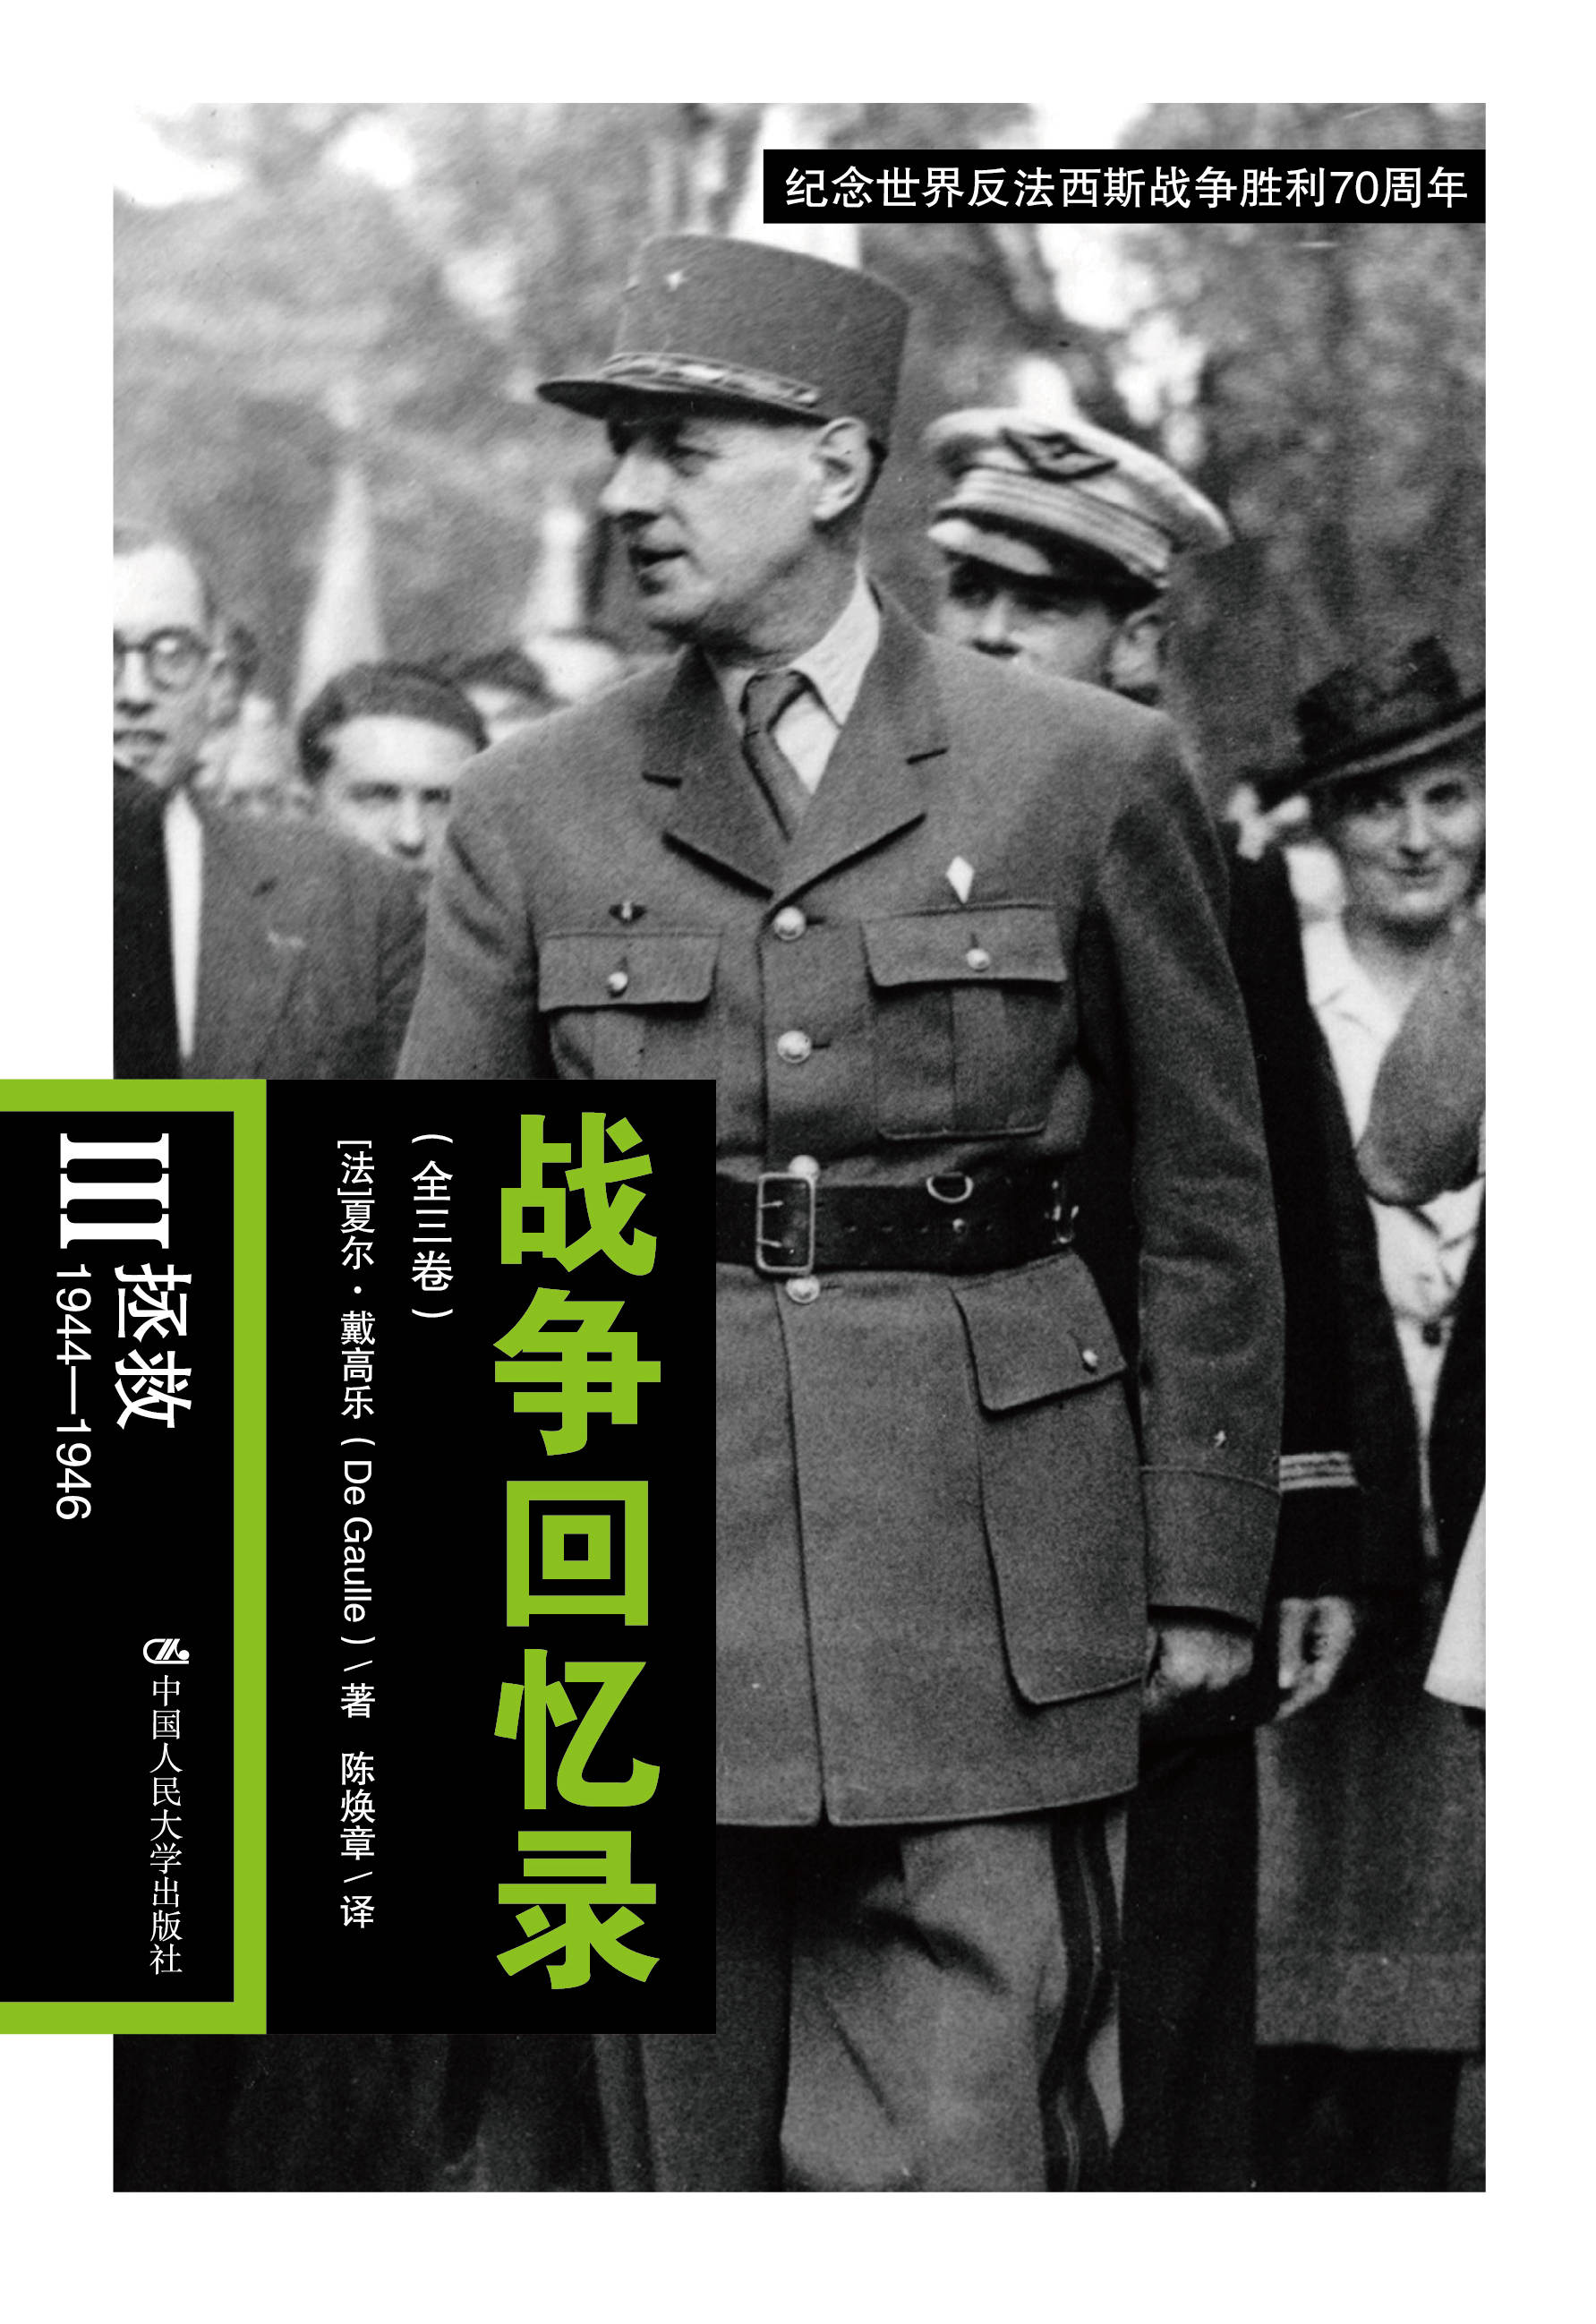 纪念世界反法西斯战争胜利70周年
战争回忆录
（全三卷）
[法]夏尔·戴高乐（De Gaulle）\著 陈焕章\译
III 拯救
1944—1946
中国人民大学出版社